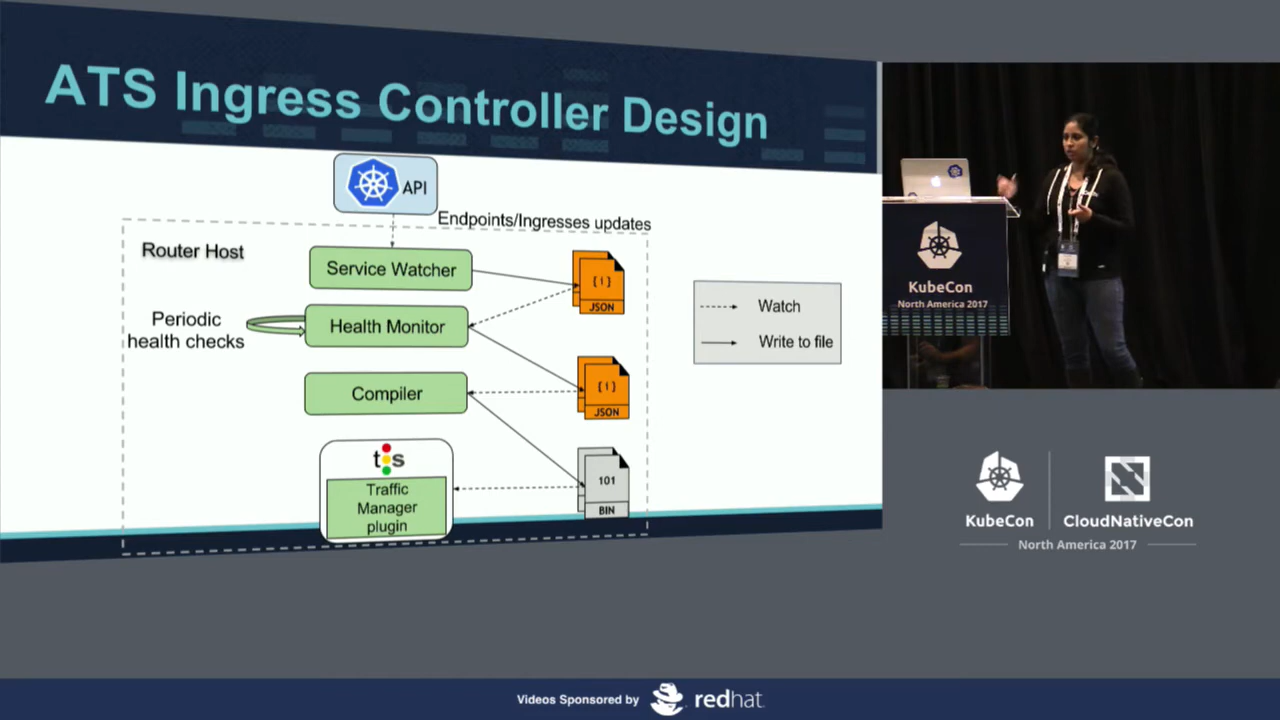 ATS Ingress Controller Design
API
Endpoints/Ingresses updates
Router Host
Service Watcher
{ i }
JSON
Periodic
health checks
Health Monitor
Watch
Write to file
Compiler
{ i }
JSON
ts
Traffic
Manager
plugin
101
BIN
KubeCon
North America 2017
KubeCon
CloudNativeCon
North America 2017
Videos Sponsored by
redhat